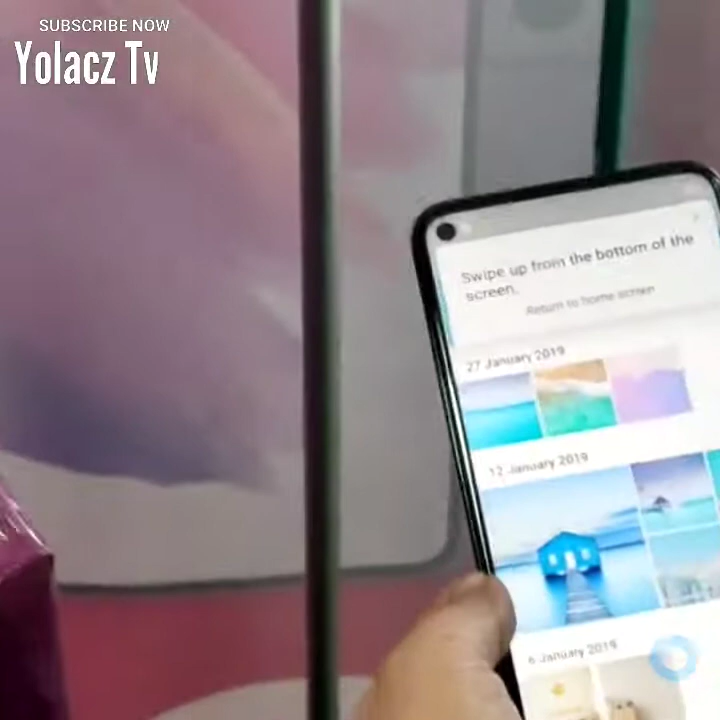 SUBSCRIBE NOW
Yolacz Tv
Swipe up from the bottom of the
screen.
Return to home screen
27 January 2019
12 January 2019
6 January 2019